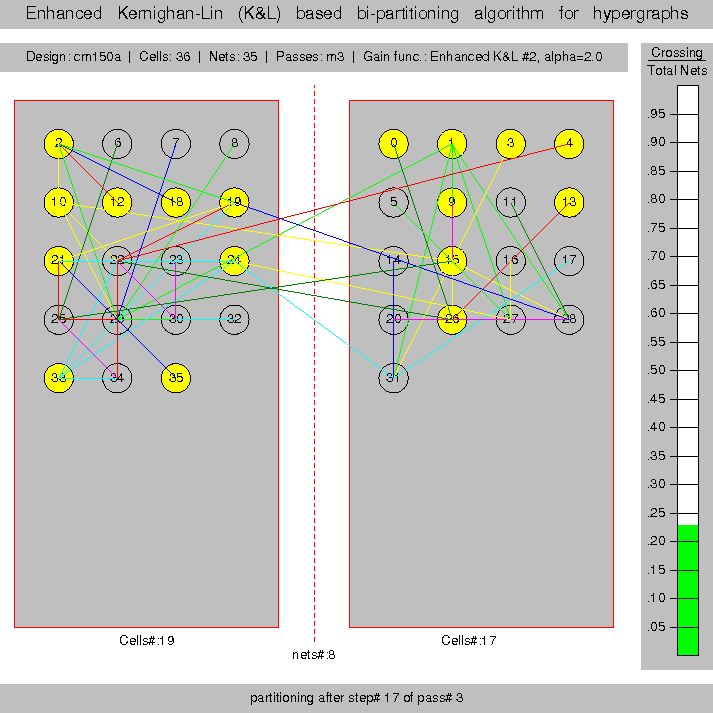 Enhanced Kernighan-Lin (K&L) based bi-partitioning algorithm for hypergraphs
Design: cm150a | Cells: 36 | Nets: 35 | Passes: m3 | Gain func.: Enhanced K&L #2, alpha=2.0
Crossing
Total Nets
2 6 7 8
0 1 3 4
10 12 18 19
5 9 11 13
21 22 23 24
14 15 16 17
25 29 30 32
20 26 27 28
33 34 35
31
.95
.90
.85
.80
.75
.70
.65
.60
.55
.50
.45
.40
.35
.30
.25
.20
.15
.10
.05
Cells#:19
Cells#:17
nets#:8
partitioning after step# 17 of pass# 3